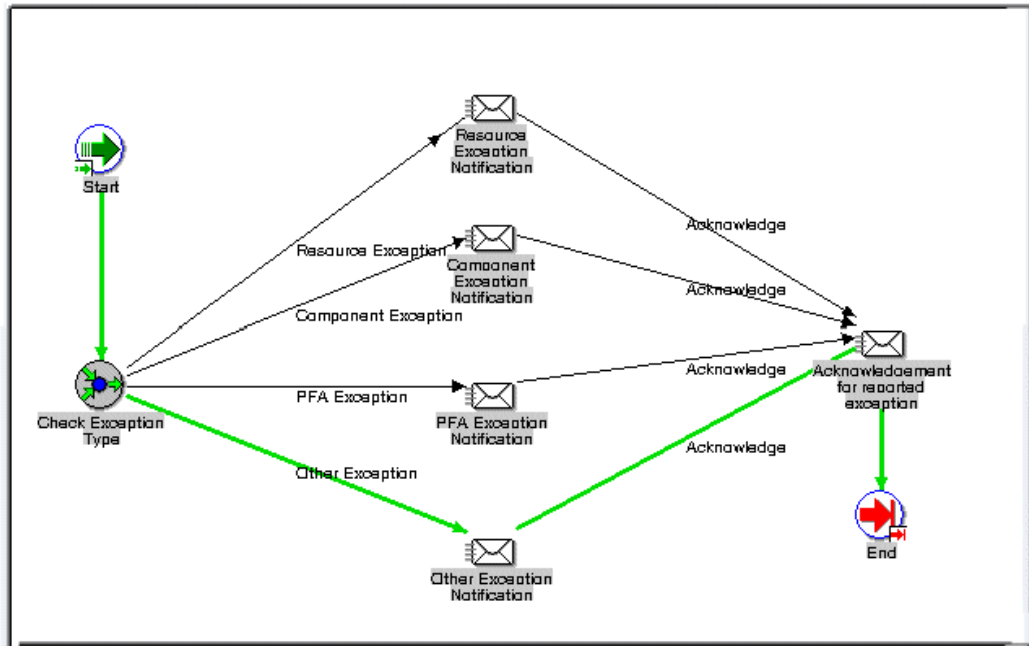 Start
Resource
Exception
Notification
Resource Exception
Acknowledge
Component
Exception
Notification
Component Exception
Acknowledge
Check Exception
Type
PFA Exception
PFA Exception
Notification
Acknowledge
Acknowledgement
for reported
exception
Other Exception
Acknowledge
Other Exception
Notification
End